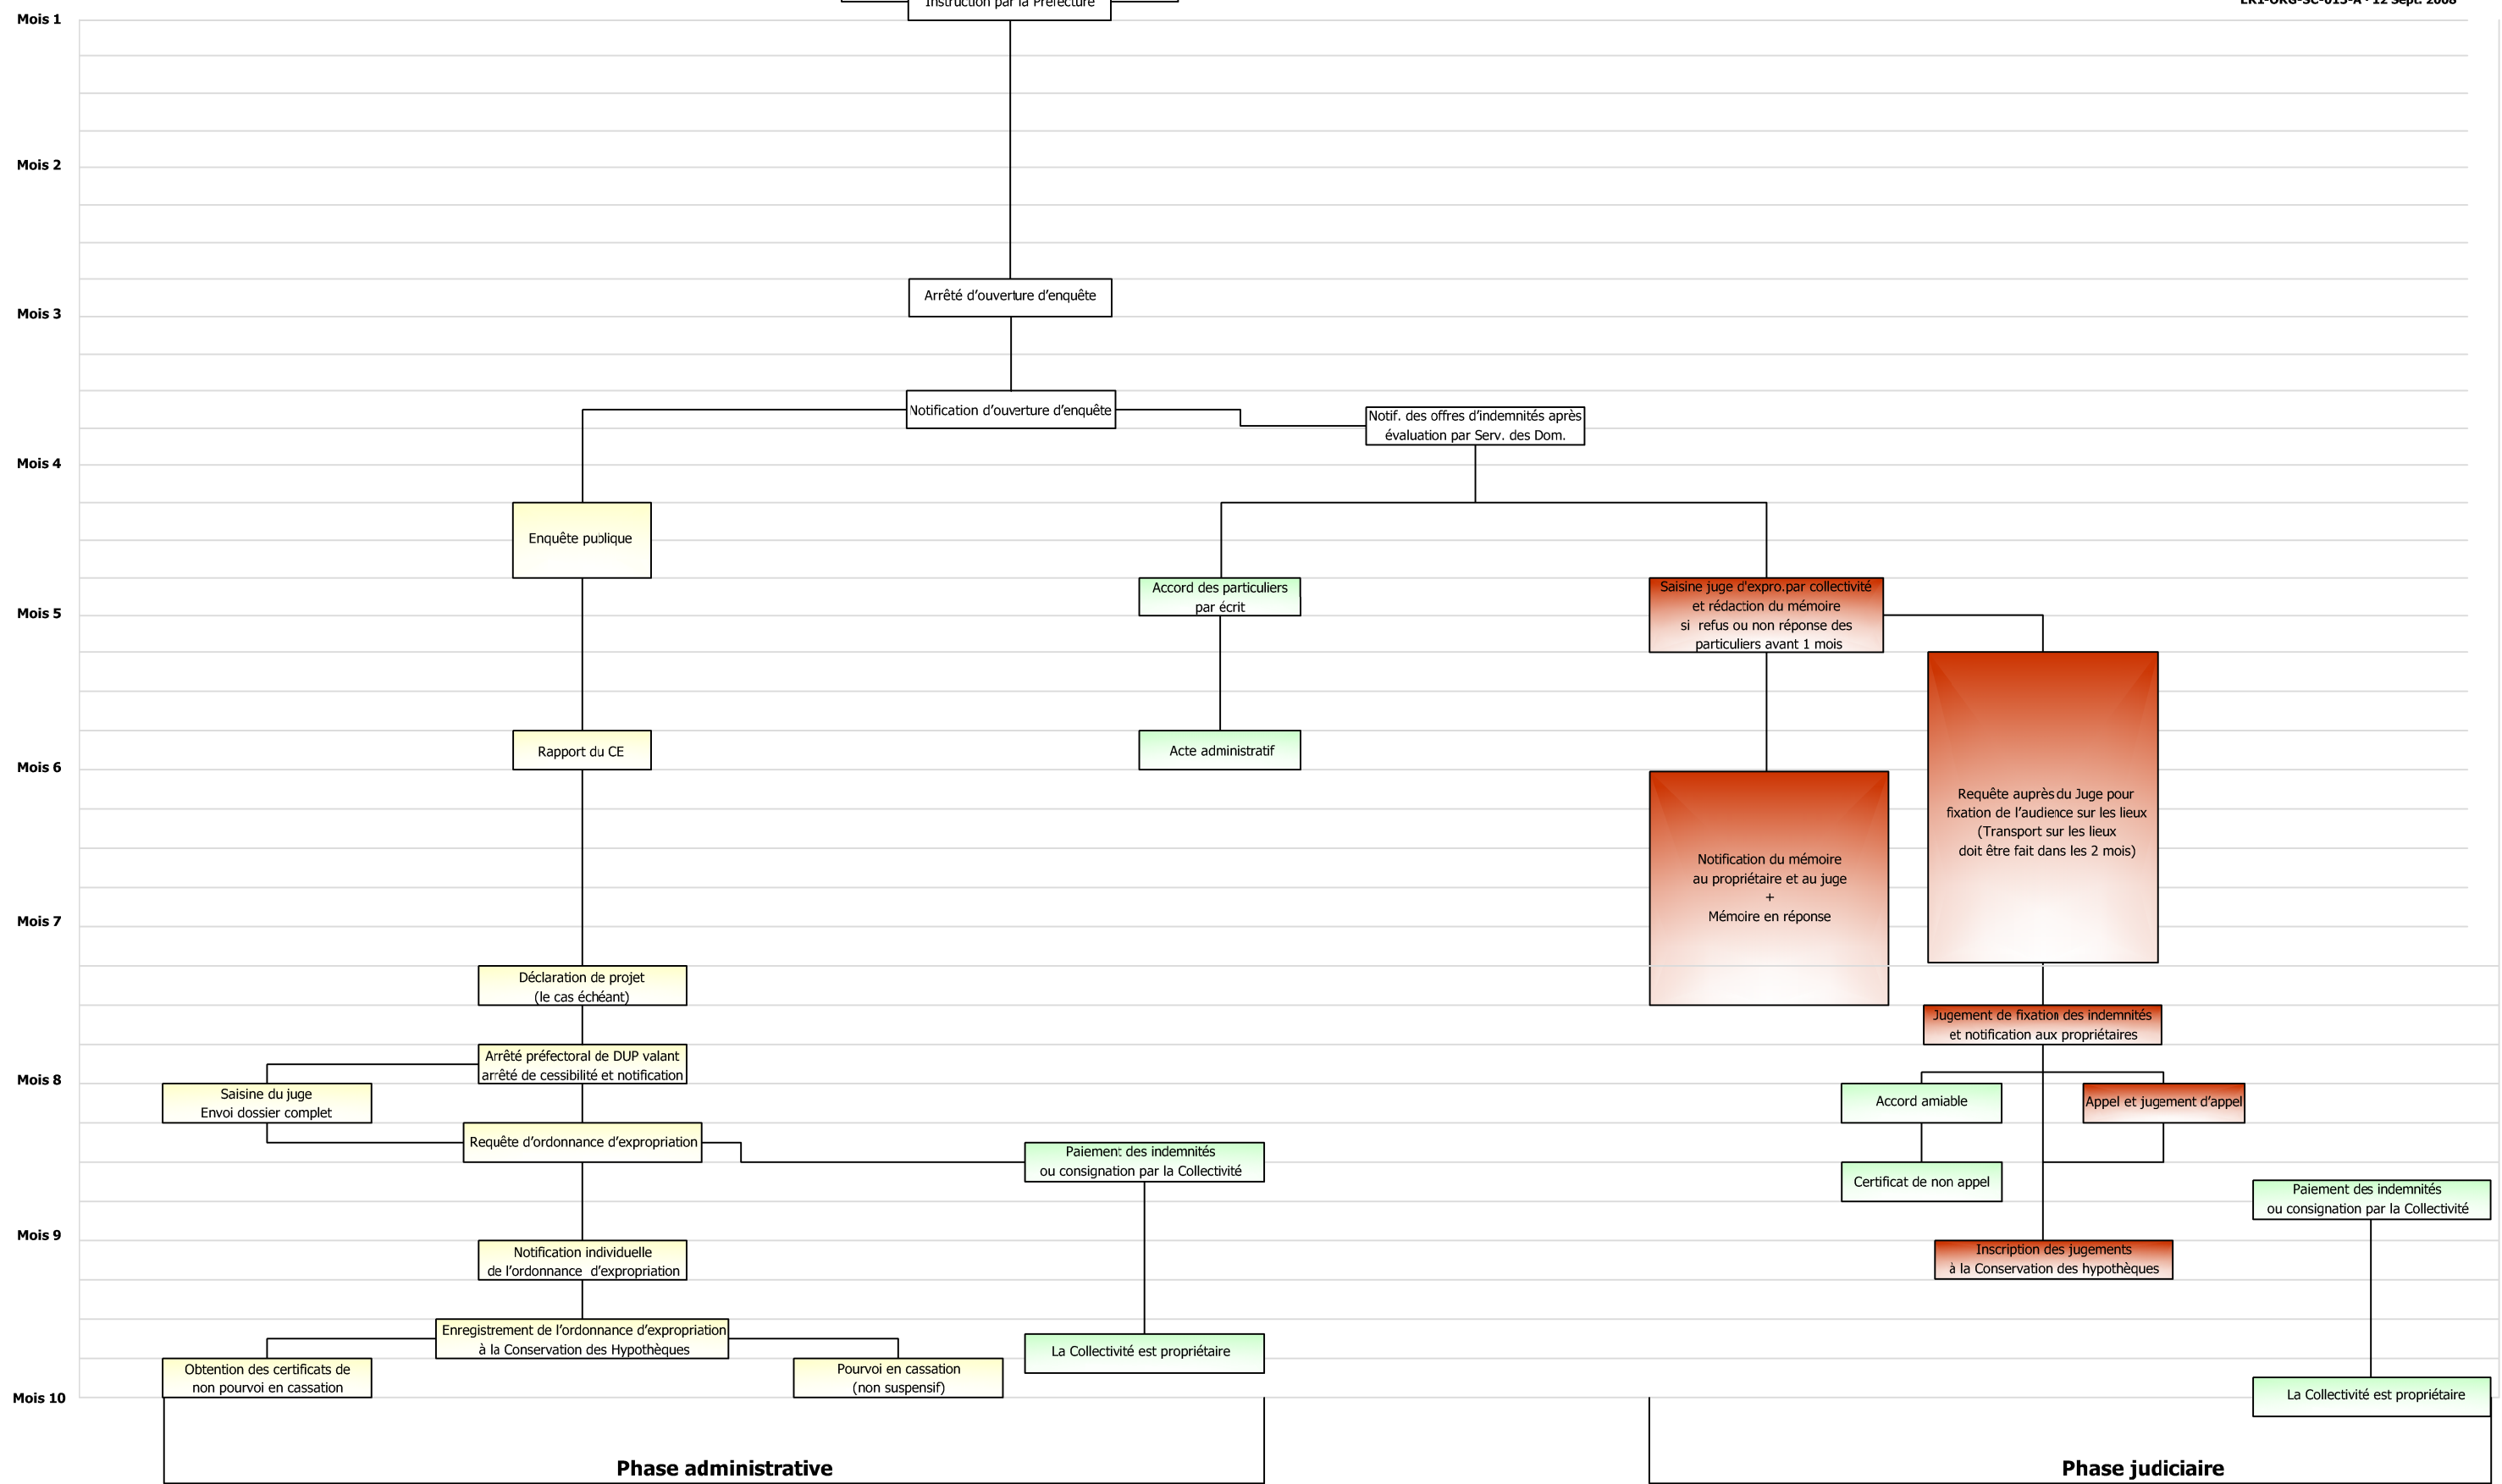 Instruction par la Préfecture
LRI-ORG-SC-015-A - 12 Sept. 2008
Mois 1
Mois 2
Arrêté d’ouverture d’enquête
Mois 3
Notification d’ouverture d’enquête
Notif. des offres d’indemnités après
évaluation par Serv. des Dom.
Mois 4
Enquête publique
Accord des particuliers
par écrit
Saisine juge d'expro.par collectivité
et rédaction du mémoire
si refus ou non réponse des
particuliers avant 1 mois
Mois 5
Rapport du CE
Acte administratif
Mois 6
Requête auprès du Juge pour
fixation de l’audience sur les lieux
(Transport sur les lieux
doit être fait dans les 2 mois)
Notification du mémoire
au propriétaire et au juge
+
Mémoire en réponse
Mois 7
Déclaration de projet
(le cas échéant)
Jugement de fixation des indemnités
et notification aux propriétaires
Arrêté préfectoral de DUP valant
arrêté de cessibilité et notification
Mois 8
Saisine du juge
Envoi dossier complet
Accord amiable
Appel et jugement d’appel
Requête d’ordonnance d’expropriation
Paiement des indemnités
ou consignation par la Collectivité
Certificat de non appel
Paiement des indemnités
ou consignation par la Collectivité
Mois 9
Notification individuelle
de l’ordonnance d’expropriation
Inscription des jugements
à la Conservation des hypothèques
Enregistrement de l’ordonnance d’expropriation
à la Conservation des Hypothèques
La Collectivité est propriétaire
Obtention des certificats de
non pourvoi en cassation
Pourvoi en cassation
(non suspensif)
Mois 10
La Collectivité est propriétaire
Phase administrative
Phase judiciaire